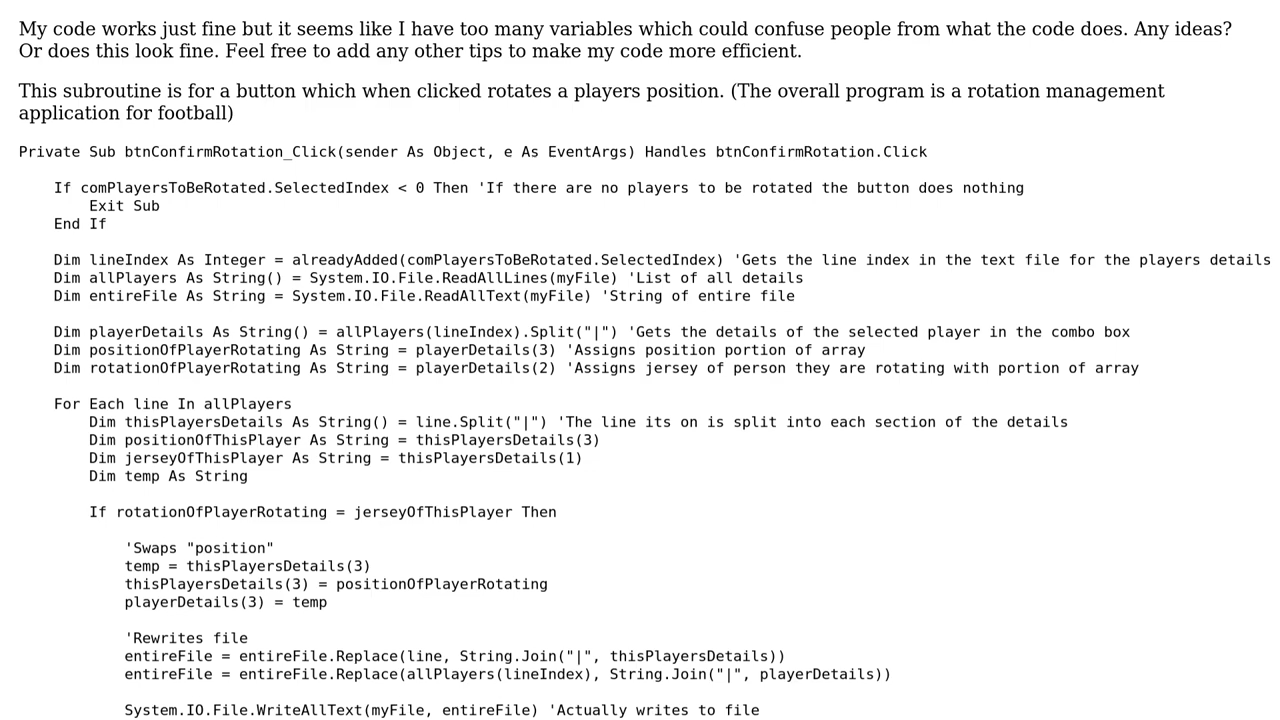 My code works just fine but it seems like I have too many variables which could confuse people from what the code does. Any ideas?
Or does this look fine. Feel free to add any other tips to make my code more efficient.
This subroutine is for a button which when clicked rotates a players position. (The overall program is a rotation management
application for football)
Private Sub btnConfirmRotation_Click(sender As Object, e As EventArgs) Handles btnConfirmRotation.Click
If comPlayersToBeRotated.SelectedIndex < 0 Then 'If there are no players to be rotated the button does nothing
Exit Sub
End If
Dim lineIndex As Integer = alreadyAdded(comPlayersToBeRotated.SelectedIndex) 'Gets the line index in the text file for the players details
Dim allPlayers As String() = System.IO.File.ReadAllLines(myFile) 'List of all details
Dim entireFile As String = System.IO.File.ReadAllText(myFile) 'String of entire file
Dim playerDetails As String() = allPlayers(lineIndex).Split("|") 'Gets the details of the selected player in the combo box
Dim positionOfPlayerRotating As String = playerDetails(3) 'Assigns position portion of array
Dim rotationOfPlayerRotating As String = playerDetails(2) 'Assigns jersey of person they are rotating with portion of array
For Each line In allPlayers
Dim thisPlayersDetails As String() = line.Split("|") 'The line its on is split into each section of the details
Dim positionOfThisPlayer As String = thisPlayersDetails(3)
Dim jerseyOfThisPlayer As String = thisPlayersDetails(1)
Dim temp As String
If rotationOfPlayerRotating = jerseyOfThisPlayer Then
'Swaps "position"
temp = thisPlayersDetails(3)
thisPlayersDetails(3) = positionOfPlayerRotating
playerDetails(3) = temp
'Rewrites file
entireFile = entireFile.Replace(line, String.Join("|", thisPlayersDetails))
entireFile = entireFile.Replace(allPlayers(lineIndex), String.Join("|", playerDetails))
System.IO.File.WriteAllText(myFile, entireFile) 'Actually writes to file